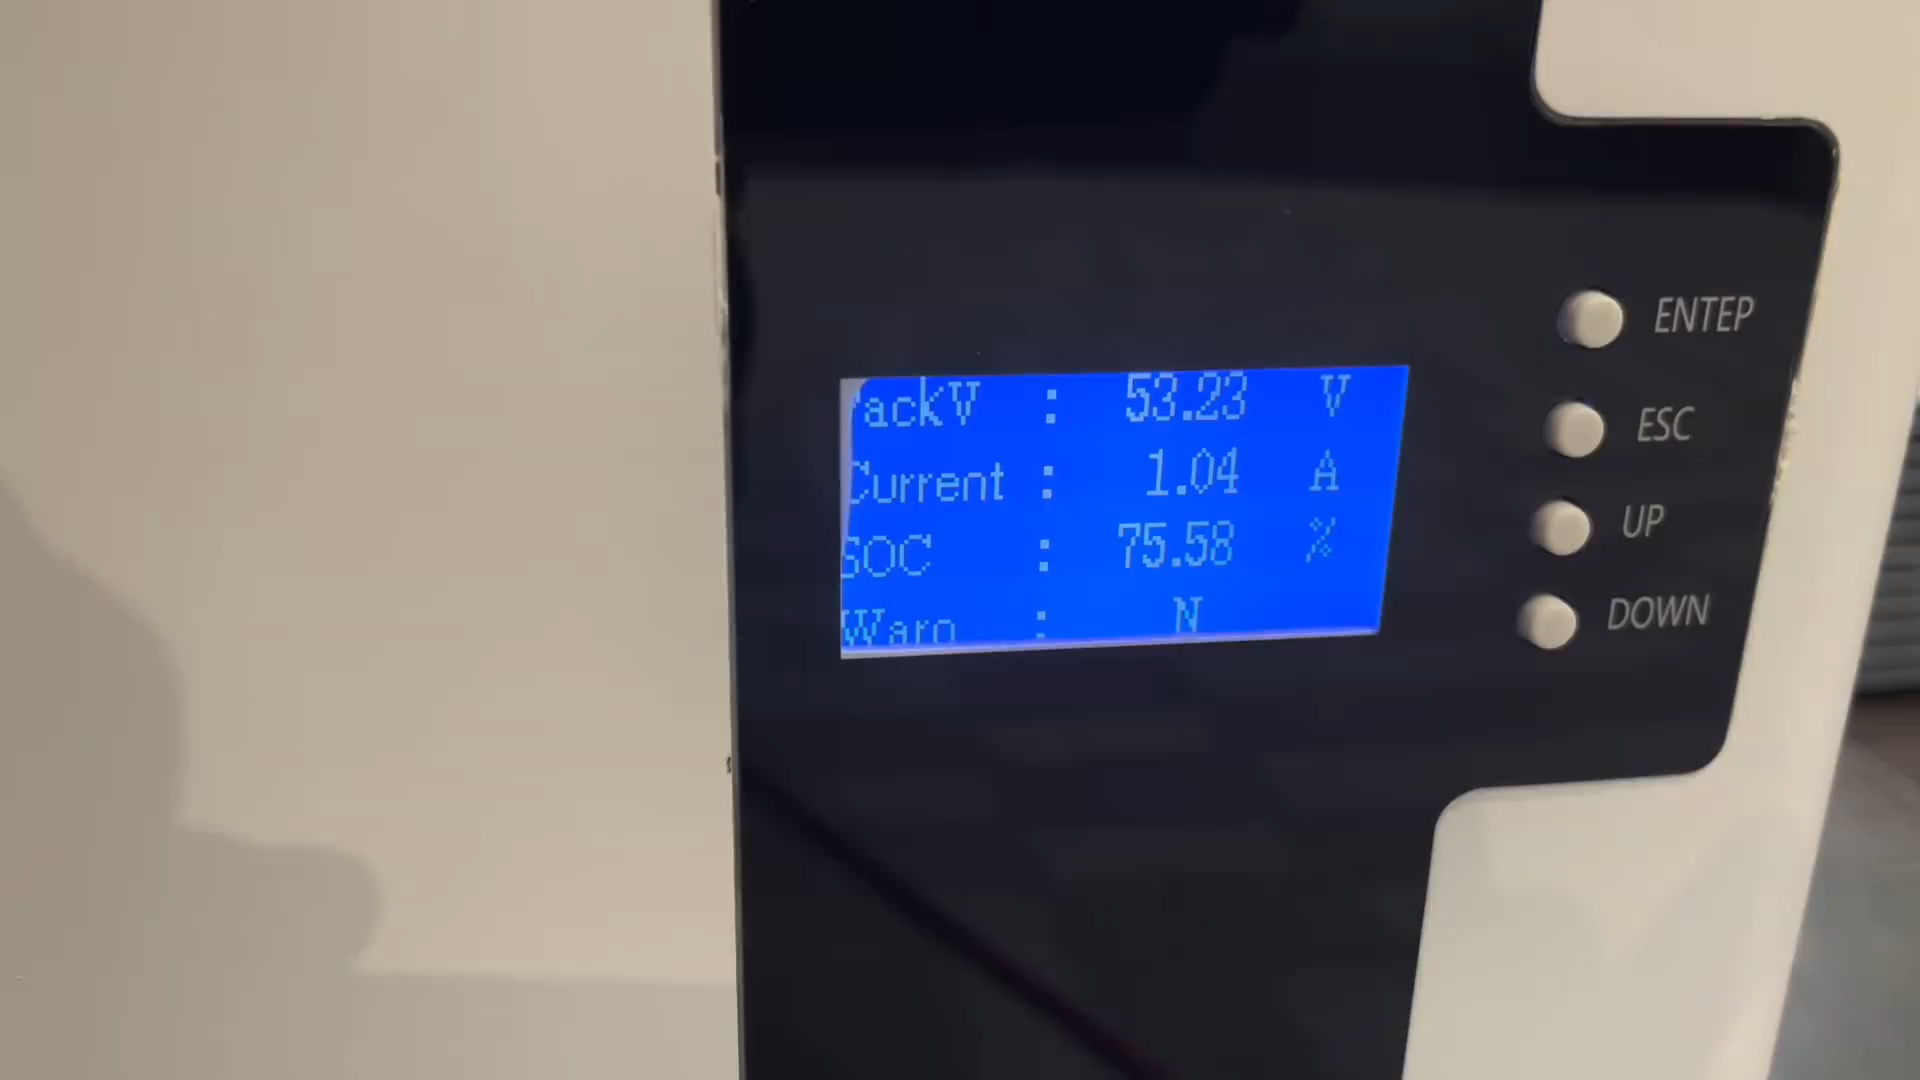 PackV : 53.23 V
Current : 1.04 A
SOC : 75.58 %
Warn : N
ENTEP
ESC
UP
DOWN